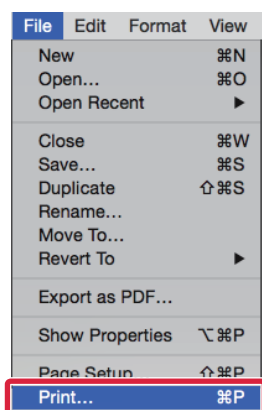 File Edit Format View
New ⌘N
Open... ⌘O
Open Recent ▶
Close ⌘W
Save... ⌘S
Duplicate ⇧⌘S
Rename...
Move To...
Revert To ▶
Export as PDF...
Show Properties ⌥⌘P
Page Setup... ⇧⌘P
Print... ⌘P